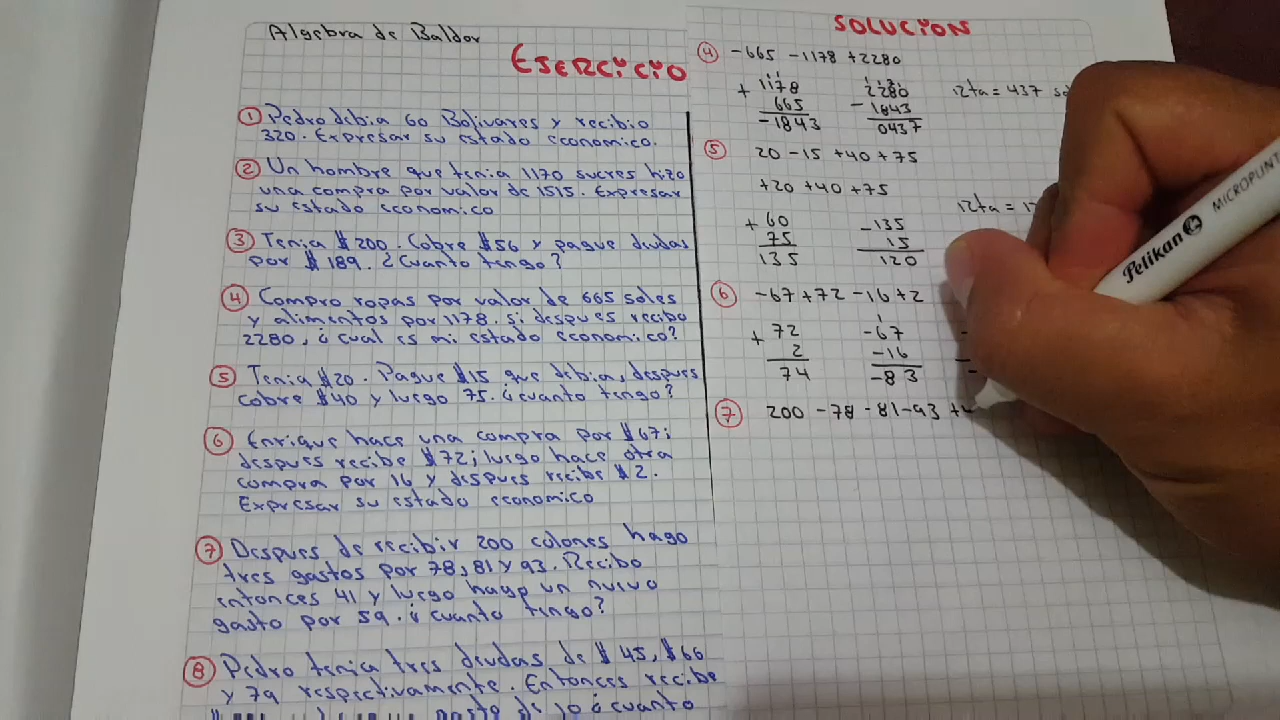 Algebra de Baldor
EJERCiCiO
① Pedro debia 60 Bolivares y recibio
320. Expresar su estado economico.
② Un hombre que tenia 1170 sucres hizo
una compra por valor de 1515. Expresar
su estado economico
③ Tenia $200. Cobre $56 y pague deudas
por $189. ¿Cuanto tengo?
④ Compro ropas por valor de 665 soles
y alimentos por 1178. si despues recibo
2280, ¿cual es mi estado economico?
⑤ Tenia $20. Pague $15 que debia, despues
cobre $40 y luego 75. ¿cuanto tengo?
⑥ Enrique hace una compra por $67;
despues recibe $72; luego hace otra
compra por 16 y despues recibe $2.
Expresar su estado economico
⑦ Despues de recibir 200 colones hago
tres gastos por 78, 81 y 93. Recibo
entonces 41 y luego hago un nuevo
gasto por 59. ¿cuanto tengo?
⑧ Pedro tenia tres deudas de $45, $66
y 79 respectivamente. Entonces recibe
gasto de 10 ¿cuanto
SOLUCiON
④ -665 -1178 +2280
+ 1178 2280 rzta = 437
665 - 1843
-1843 0437
⑤ 20 -15 +40 +75
+20 +40 +75
rzta =
+ 60 -135
75 15
135 120
⑥ -67 +72 -16 +2
+ 72 -67
2 -16
74 -83
⑦ 200 -78 -81 -93 +
Pelikan MICROPUNT